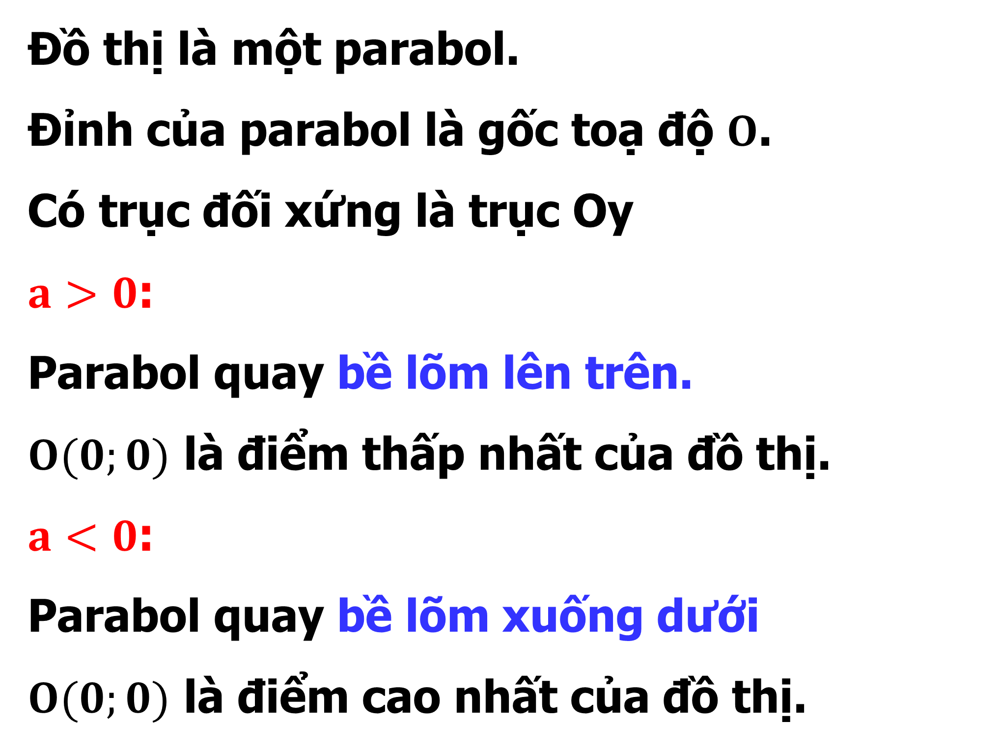 Đồ thị là một parabol.
Đỉnh của parabol là gốc toạ độ O.
Có trục đối xứng là trục Oy
a > 0:
Parabol quay bề lõm lên trên.
O(0; 0) là điểm thấp nhất của đồ thị.
a < 0:
Parabol quay bề lõm xuống dưới
O(0; 0) là điểm cao nhất của đồ thị.